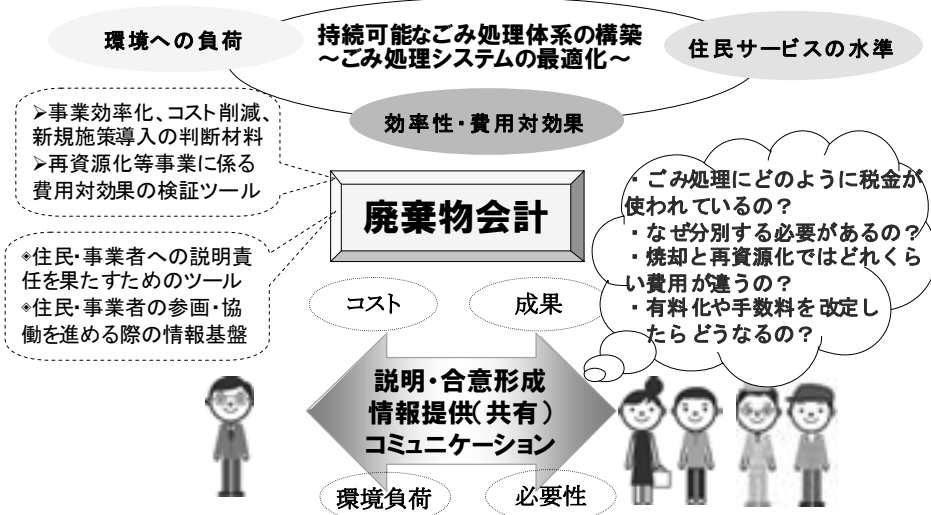 環境への負荷
持続可能なごみ処理体系の構築
～ごみ処理システムの最適化～
住民サービスの水準
効率性・費用対効果
➢事業効率化、コスト削減、
新規施策導入の判断材料
➢再資源化等事業に係る
費用対効果の検証ツール
廃棄物会計
・ごみ処理にどのように税金が
使われているの？
・なぜ分別する必要があるの？
・焼却と再資源化ではどれくら
い費用が違うの？
・有料化や手数料を改定し
たらどうなるの？
◈住民・事業者への説明責
任を果たすためのツール
◈住民・事業者の参画・協
働を進める際の情報基盤
コスト
成果
説明・合意形成
情報提供（共有）
コミュニケーション
環境負荷
必要性